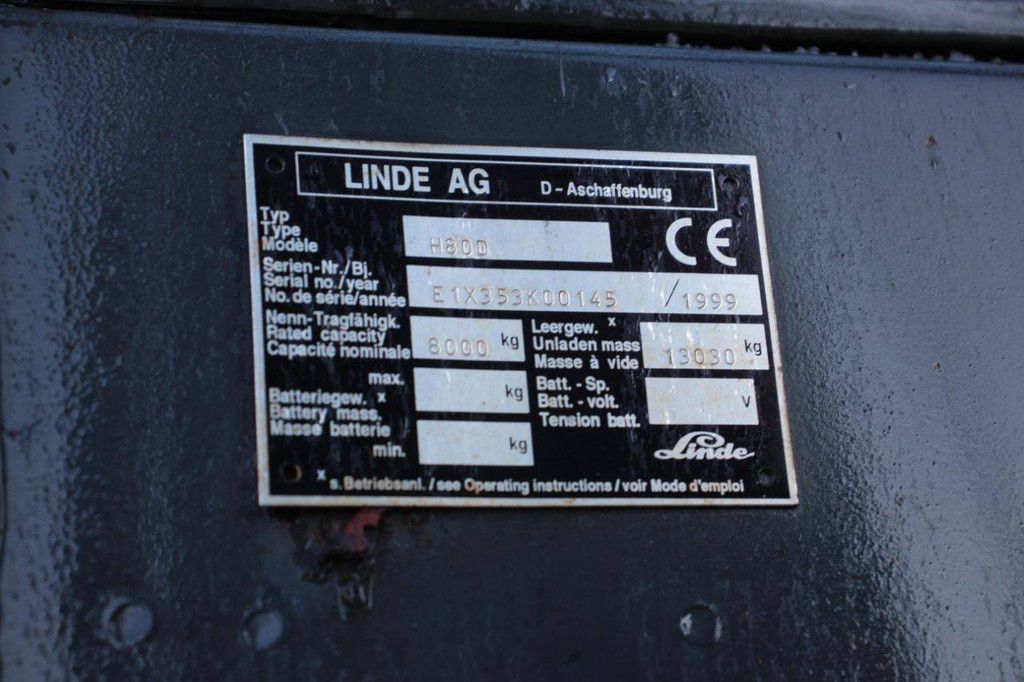 LINDE AG D - Aschaffenburg
Typ
Type
Modèle
H80D
CE
Serien-Nr./Bj.
Serial no./year
No. de série/année
E1X353K00145 / 1999
Nenn-Tragfähigk.
Rated capacity
Capacité nominale
8000 kg
Leergew. x
Unladen mass
Masse à vide
13030 kg
max.
Batteriegew. x
Battery mass.
Masse batterie
min.
kg
kg
Batt. - Sp.
Batt. - volt.
Tension batt.
V
Linde
x s. Betriebsanl. / see Operating instructions / voir Mode d'emploi